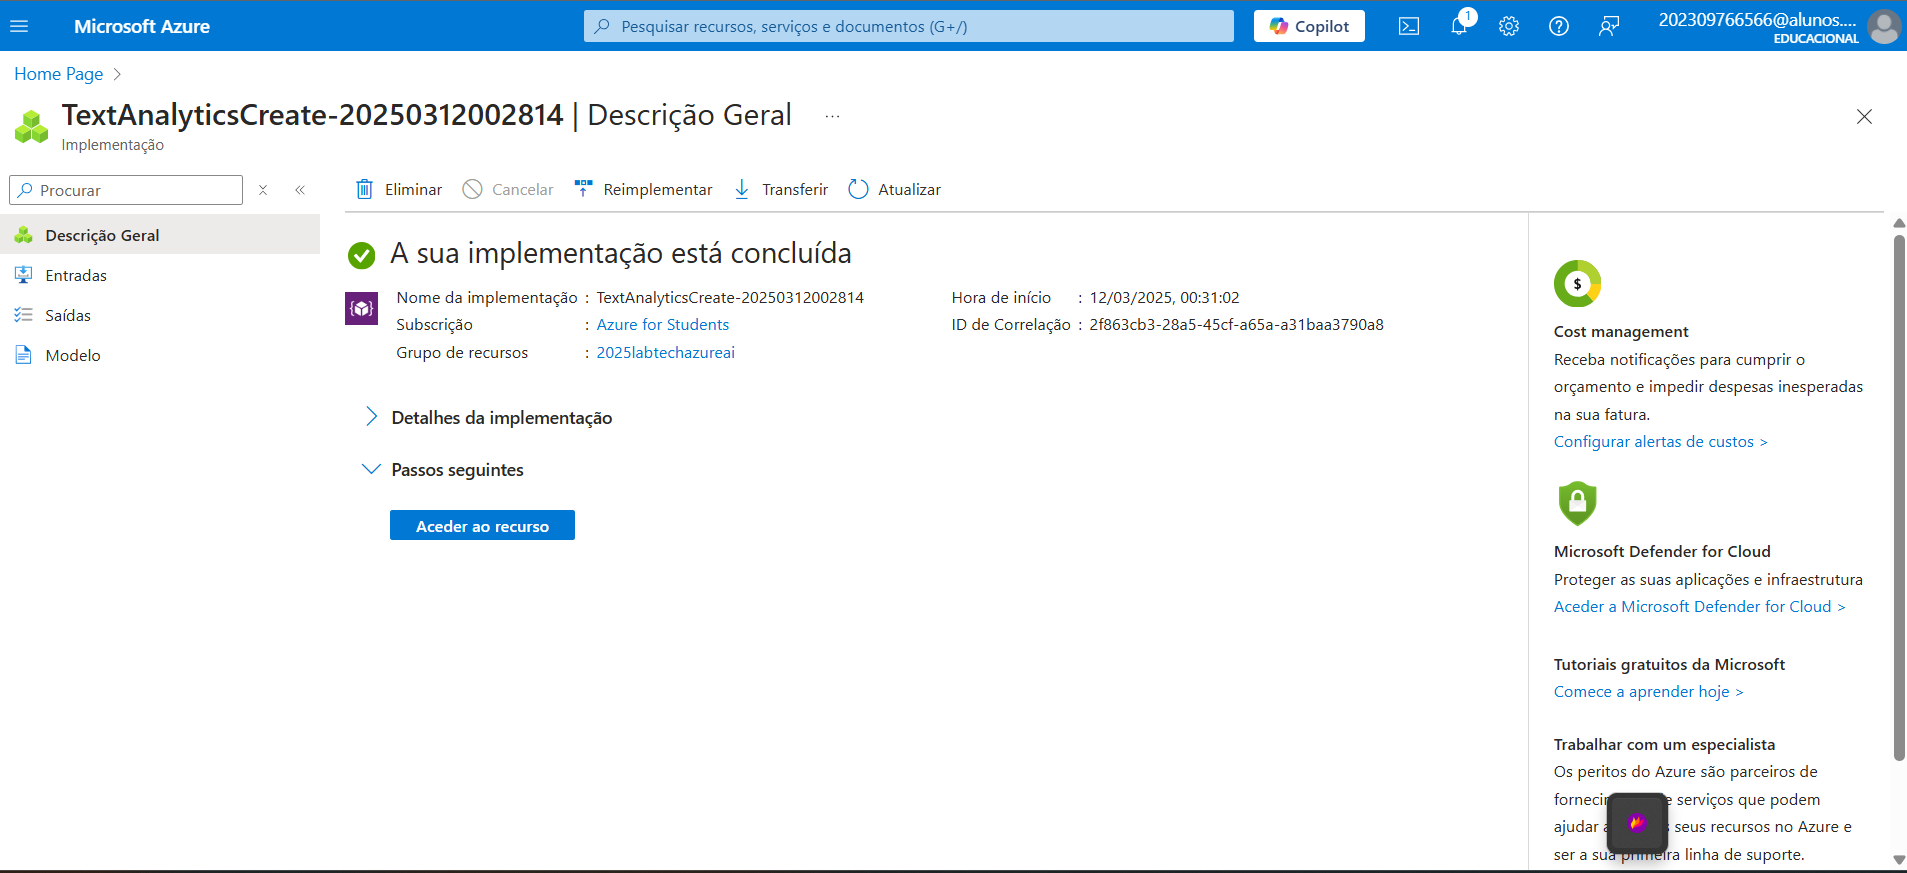 Microsoft Azure
Pesquisar recursos, serviços e documentos (G+/)
Copilot
1
202309766566@alunos....
EDUCACIONAL
Home Page
TextAnalyticsCreate-20250312002814 | Descrição Geral ...
Implementação
Procurar
Descrição Geral
Entradas
Saídas
Modelo
Eliminar Cancelar Reimplementar Transferir Atualizar
A sua implementação está concluída
Nome da implementação : TextAnalyticsCreate-20250312002814
Subscrição : Azure for Students
Grupo de recursos : 2025labtechazureai
Hora de início : 12/03/2025, 00:31:02
ID de Correlação : 2f863cb3-28a5-45cf-a65a-a31baa3790a8
Detalhes da implementação
Passos seguintes
Aceder ao recurso
$
Cost management
Receba notificações para cumprir o
orçamento e impedir despesas inesperadas
na sua fatura.
Configurar alertas de custos >
Microsoft Defender for Cloud
Proteger as suas aplicações e infraestrutura
Aceder a Microsoft Defender for Cloud >
Tutoriais gratuitos da Microsoft
Comece a aprender hoje >
Trabalhar com um especialista
Os peritos do Azure são parceiros de
serviços que podem
ajudar seus recursos no Azure e
ser a sua primeira linha de suporte.